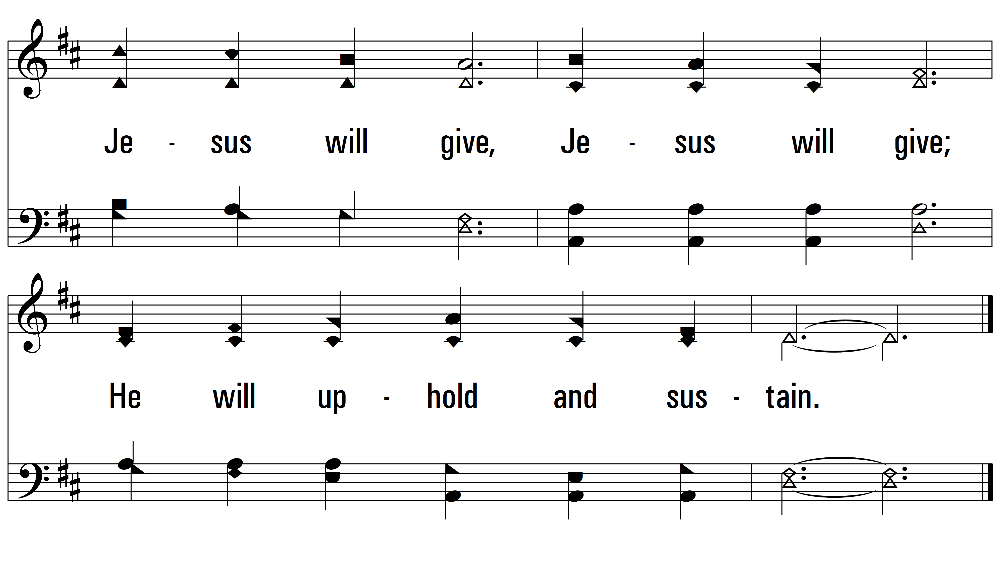 Je - sus will give, Je - sus will give;
He will up - hold and sus - tain.